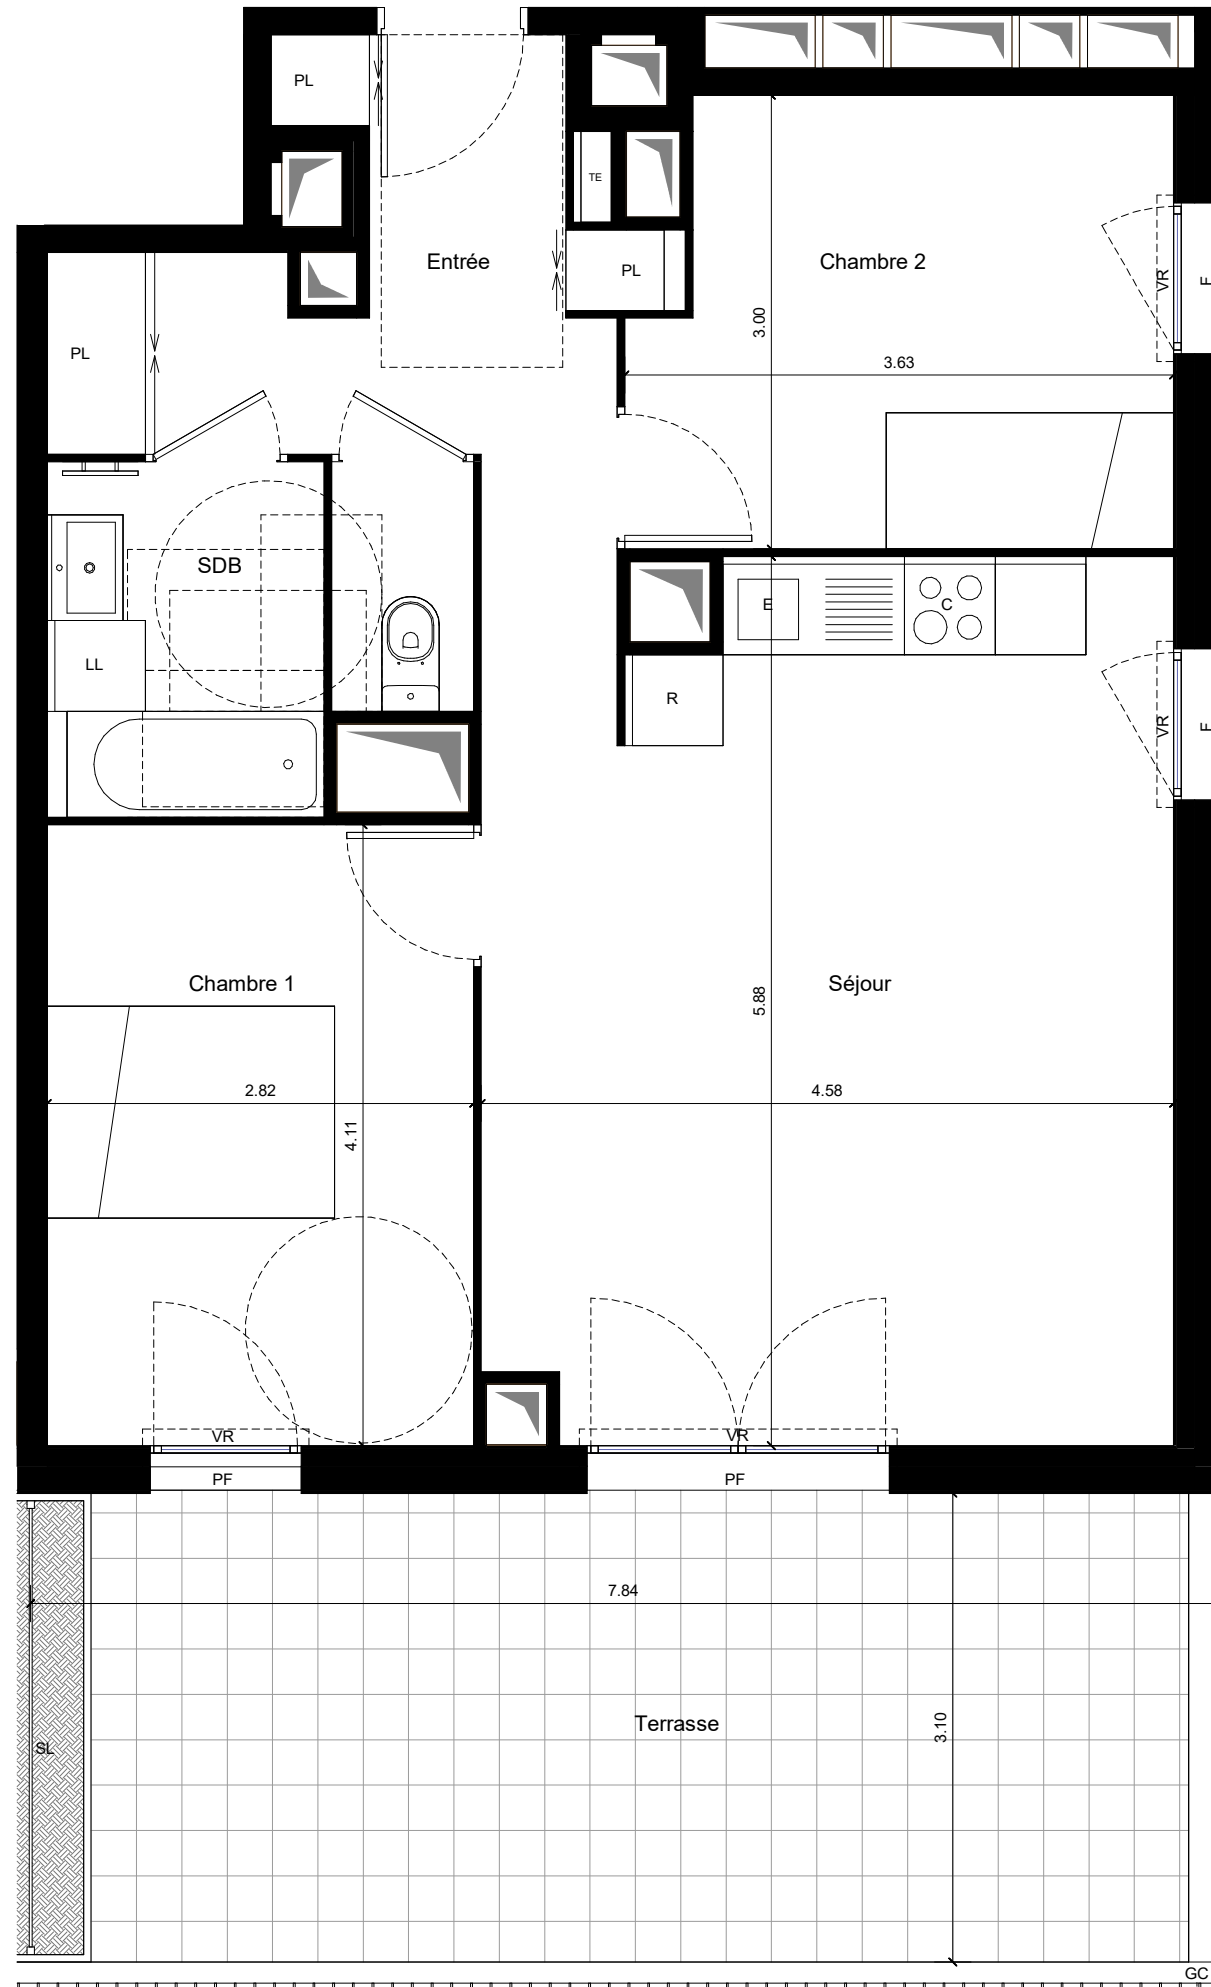 PL
TE
Entrée
PL
Chambre 2
VR
F
3.00
3.63
PL
SDB
LL
E
C
R
VR
F
Chambre 1
Séjour
5.88
2.82
4.58
4.11
VR
VR
PF
PF
7.84
Terrasse
3.10
SL
GC